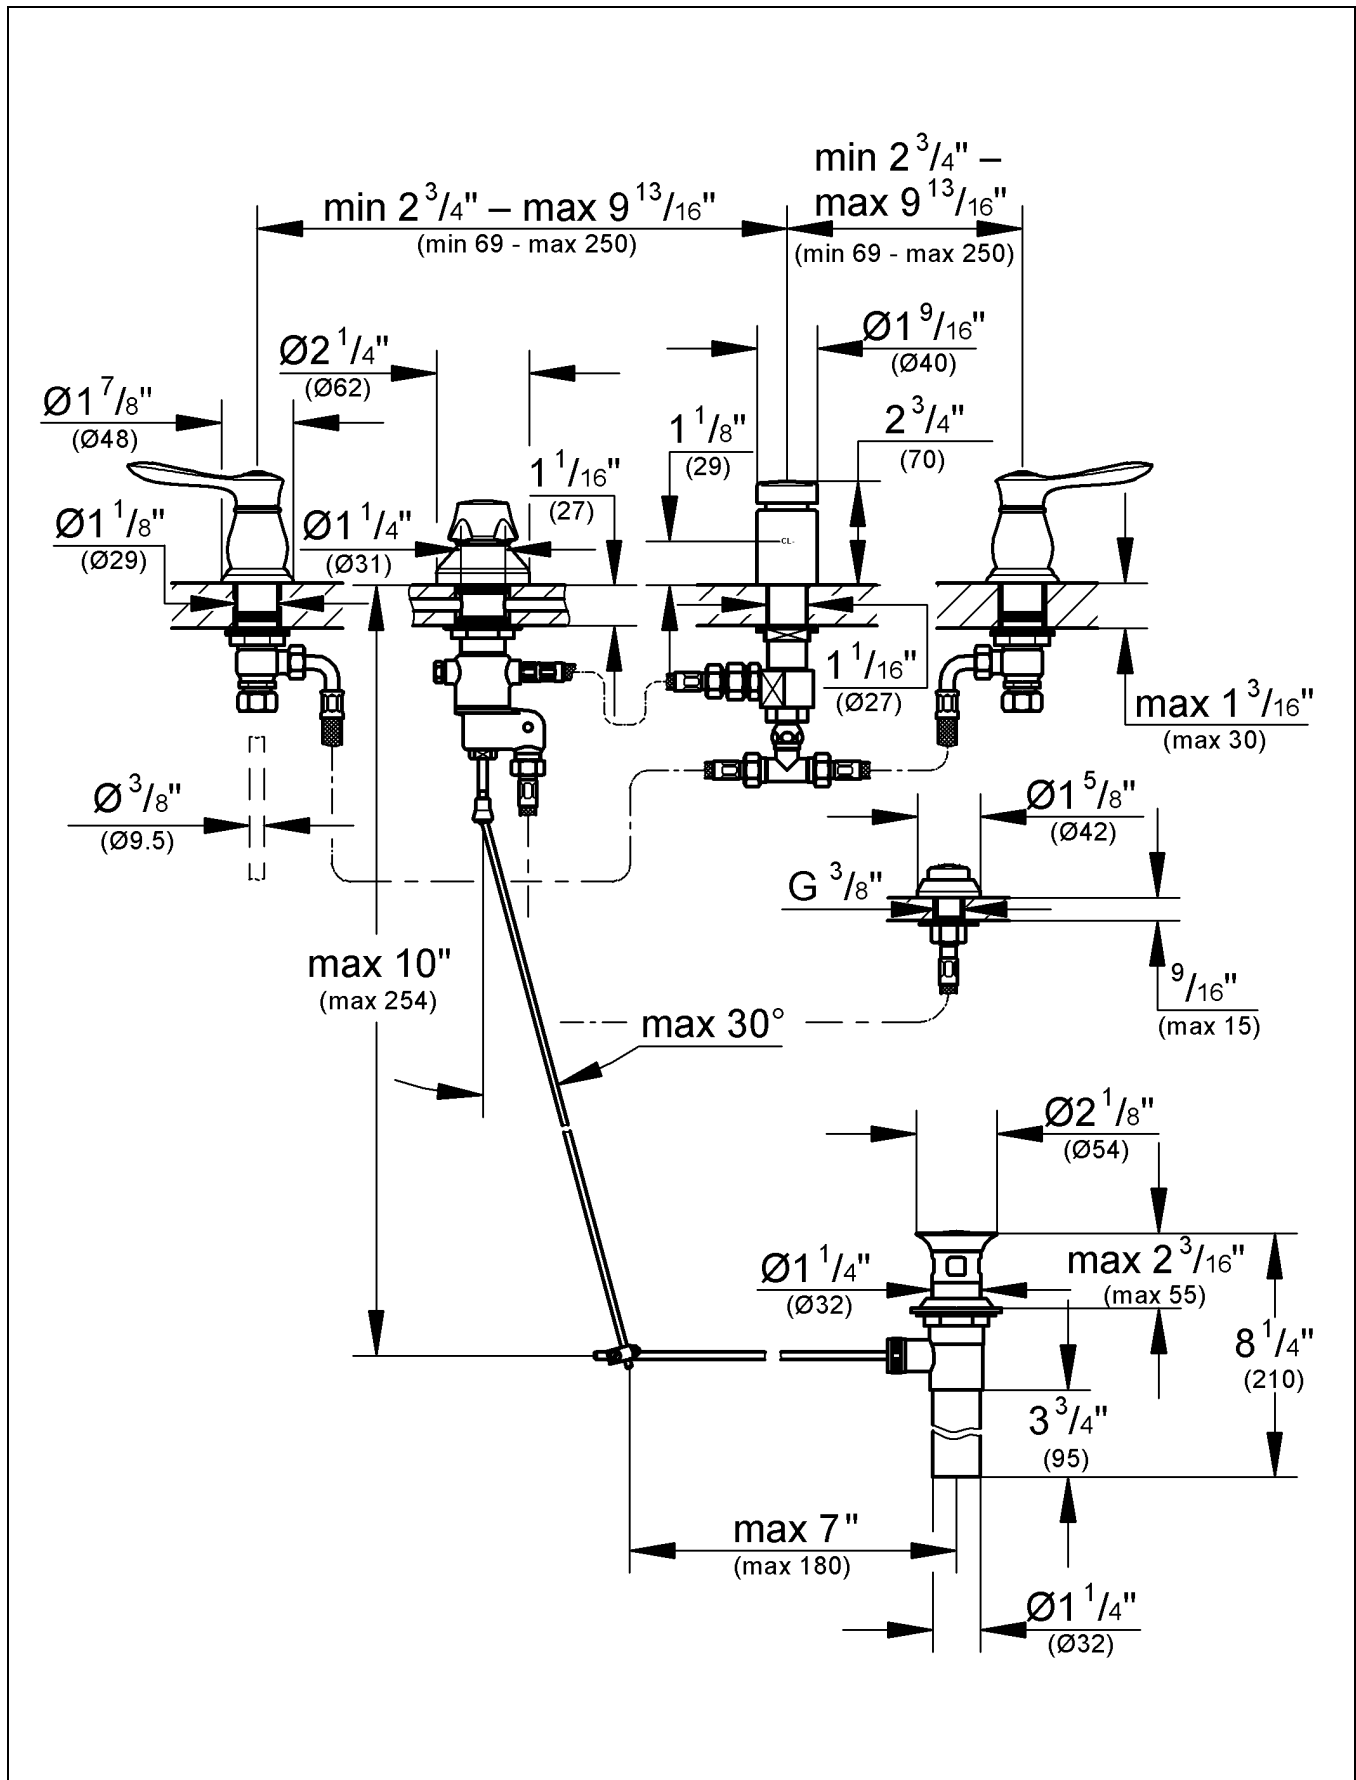 min 2 3/4" –
max 9 13/16"
(min 69 - max 250)
min 2 3/4" – max 9 13/16"
(min 69 - max 250)
Ø1 9/16"
(Ø40)
Ø2 1/4"
(Ø62)
Ø1 7/8"
(Ø48)
1 1/8"
(29)
2 3/4"
(70)
1 1/16"
(27)
Ø1 1/8"
(Ø29)
Ø1 1/4"
(Ø31)
CL-
1 1/16"
(Ø27)
max 1 3/16"
(max 30)
Ø 3/8"
(Ø9.5)
Ø1 5/8"
(Ø42)
G 3/8"
max 10"
(max 254)
9/16"
(max 15)
max 30°
Ø2 1/8"
(Ø54)
Ø1 1/4"
(Ø32)
max 2 3/16"
(max 55)
8 1/4"
(210)
3 3/4"
(95)
max 7"
(max 180)
Ø1 1/4"
(Ø32)